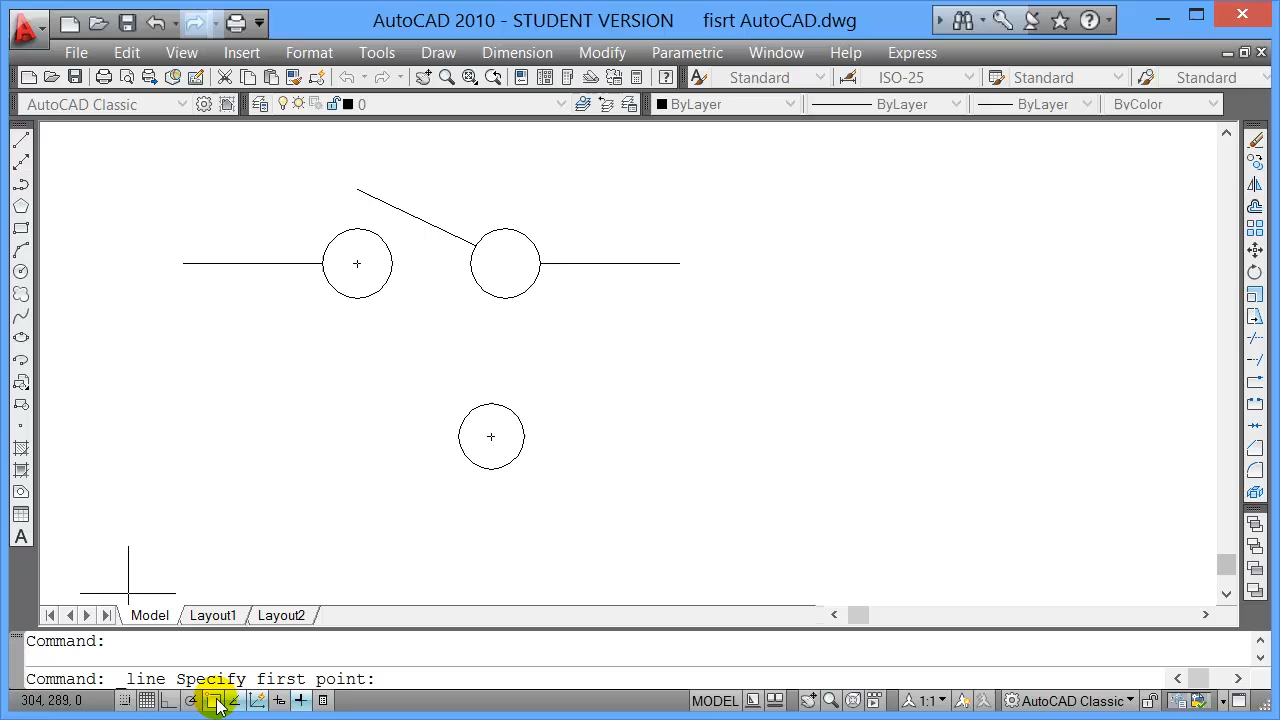 AutoCAD 2010 - STUDENT VERSION fisrt AutoCAD.dwg
File Edit View Insert Format Tools Draw Dimension Modify Parametric Window Help Express
Standard ISO-25 Standard Standard
AutoCAD Classic 0 ByLayer ByLayer ByLayer ByColor
A
Model Layout1 Layout2
Command:
Command: _line Specify first point:
304, 289, 0 MODEL 1:1 AutoCAD Classic